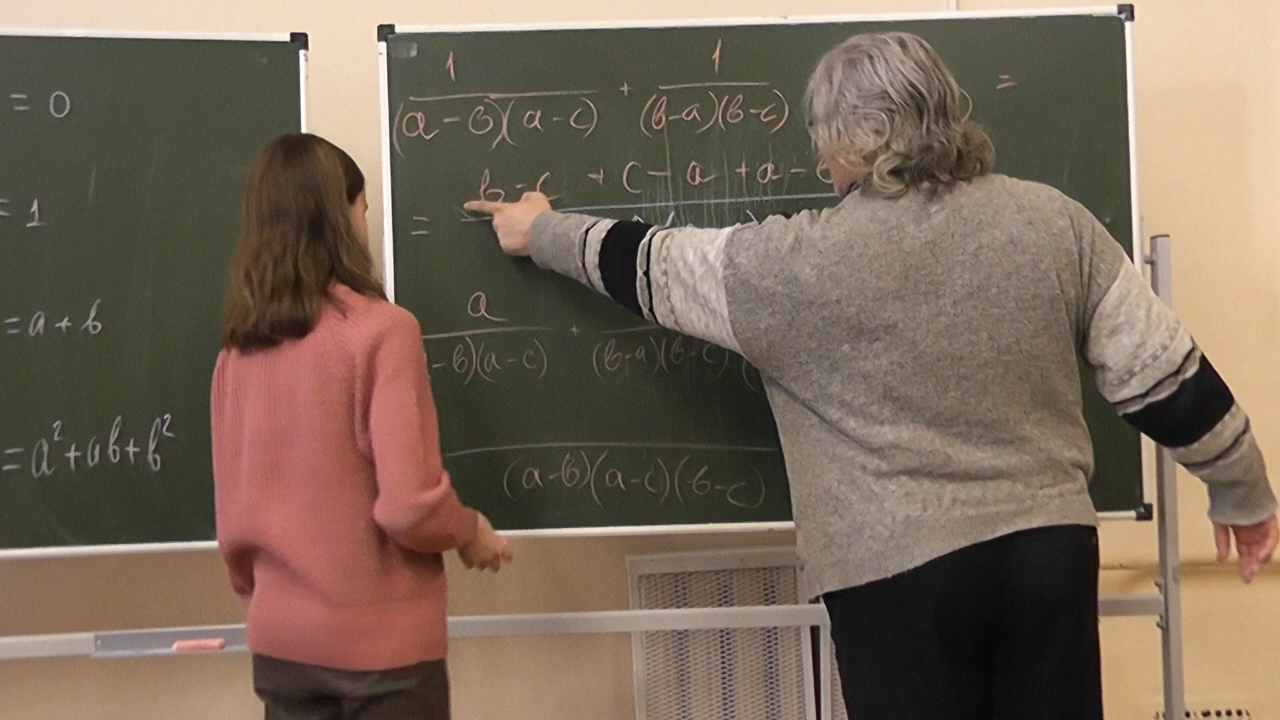 = 0
= 1
= a + b
= a² + ab + b²
1 1
(a - b)(a - c) + (b - a)(b - c) ) =
b - c + c - a + a - b
=
a
- b)(a - c) + (b - a)(b - c) (
(a - b)(a - c)(b - c)